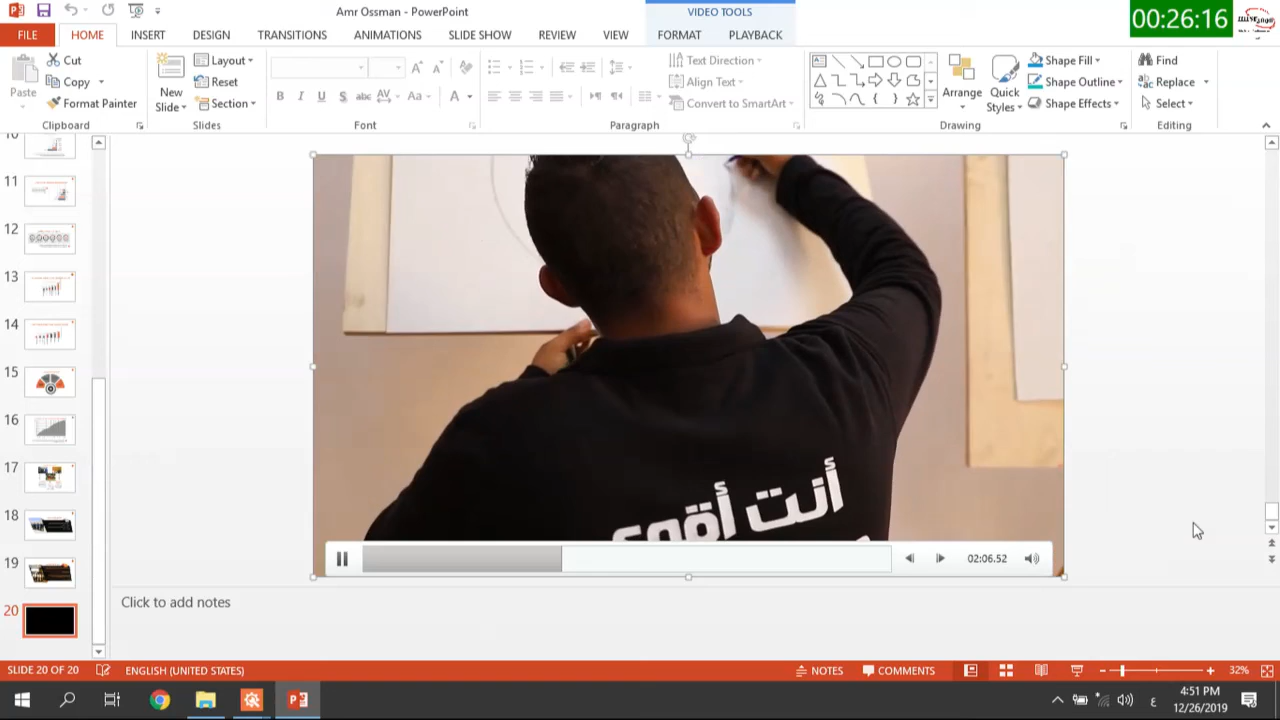 Amr Ossman - PowerPoint
VIDEO TOOLS
00:26:16
FILE
HOME
INSERT
DESIGN
TRANSITIONS
ANIMATIONS
SLIDE SHOW
REVIEW
VIEW
FORMAT
PLAYBACK
Paste
Cut
Copy
Format Painter
Clipboard
New
Slide
Layout
Reset
Section
Slides
B
U
S
abc
AV
Aa
A
Font
Text Direction
Align Text
Convert to SmartArt
Paragraph
Arrange
Quick
Styles
Shape Fill
Shape Outline
Shape Effects
Drawing
Find
Replace
Select
Editing
10
11
12
13
14
15
16
17
18
19
20
أنت أقوى
02:06.52
Click to add notes
SLIDE 20 OF 20
ENGLISH (UNITED STATES)
NOTES
COMMENTS
32%
ع
4:51 PM
12/26/2019